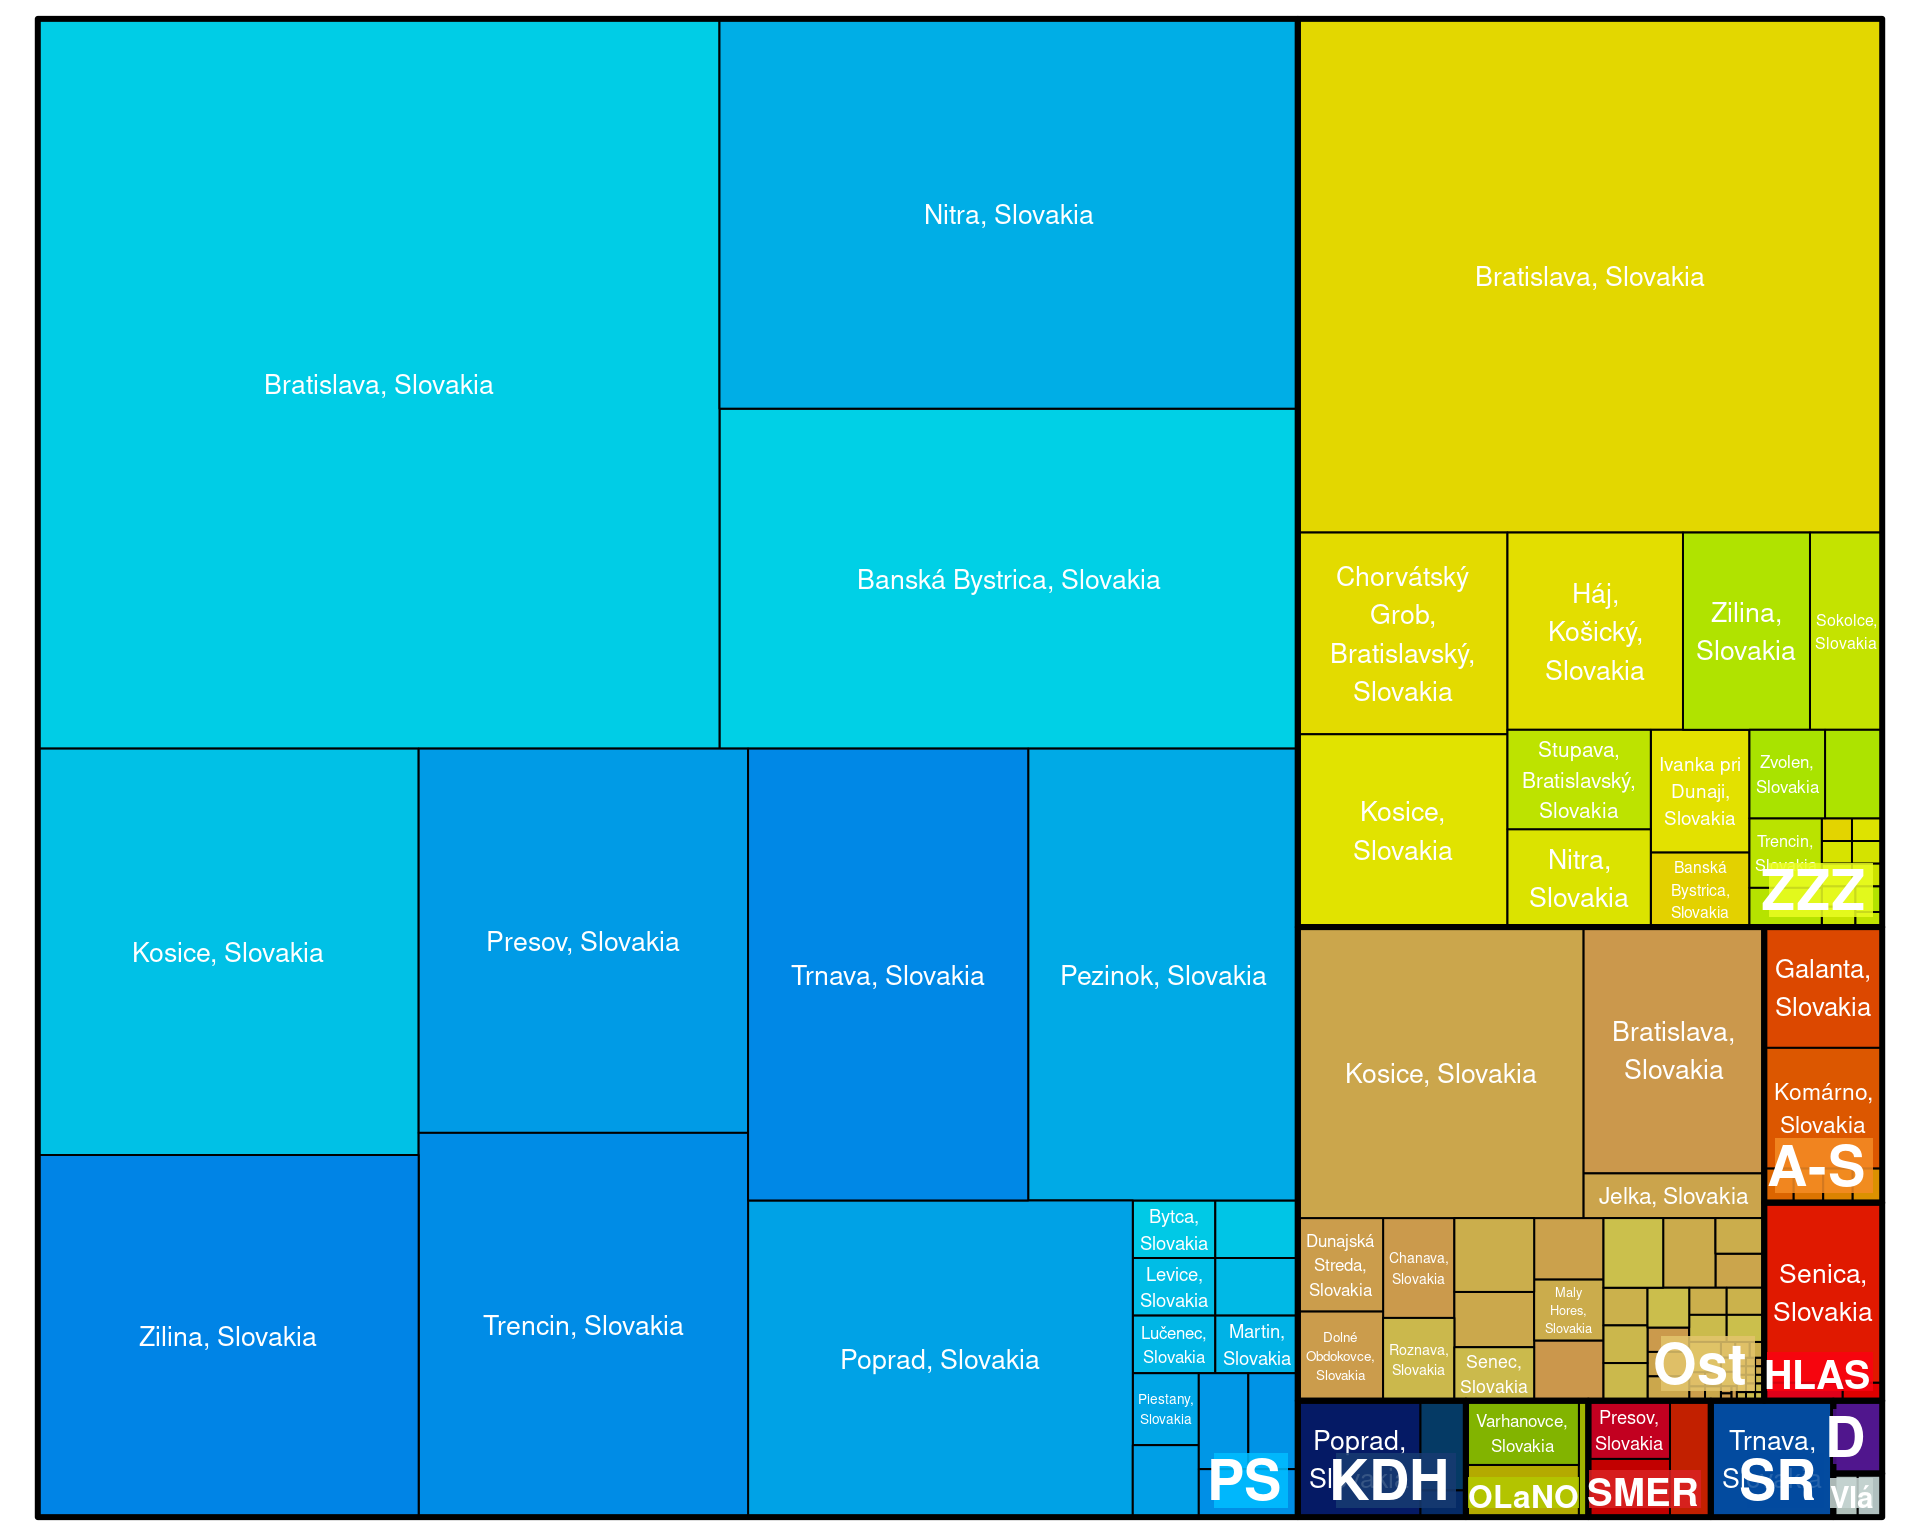 Bratislava, Slovakia
Nitra, Slovakia
Banská Bystrica, Slovakia
Kosice, Slovakia
Presov, Slovakia
Trnava, Slovakia
Pezinok, Slovakia
Zilina, Slovakia
Trencin, Slovakia
Poprad, Slovakia
Bytca,
Slovakia
Levice,
Slovakia
Lučenec,
Slovakia
Martin,
Slovakia
Piestany,
Slovakia
PS
Bratislava, Slovakia
Chorvátský
Grob,
Bratislavský,
Slovakia
Háj,
Košický,
Slovakia
Zilina,
Slovakia
Sokolce,
Slovakia
Kosice,
Slovakia
Stupava,
Bratislavský,
Slovakia
Nitra,
Slovakia
Ivanka pri
Dunaji,
Slovakia
Banská
Bystrica,
Slovakia
Zvolen,
Slovakia
Trencin,
Slovakia
ZZZ
Kosice, Slovakia
Bratislava,
Slovakia
Jelka, Slovakia
Dunajská
Streda,
Slovakia
Chanava,
Slovakia
Dolné
Obdokovce,
Slovakia
Roznava,
Slovakia
Senec,
Slovakia
Maly
Hores,
Slovakia
Ost
Galanta,
Slovakia
Komárno,
Slovakia
A-S
Senica,
Slovakia
HLAS
Poprad,
Slovakia
KDH
Varhanovce,
Slovakia
OLaNO
Presov,
Slovakia
SMER
Trnava,
Slovakia
SR
D
Vlá